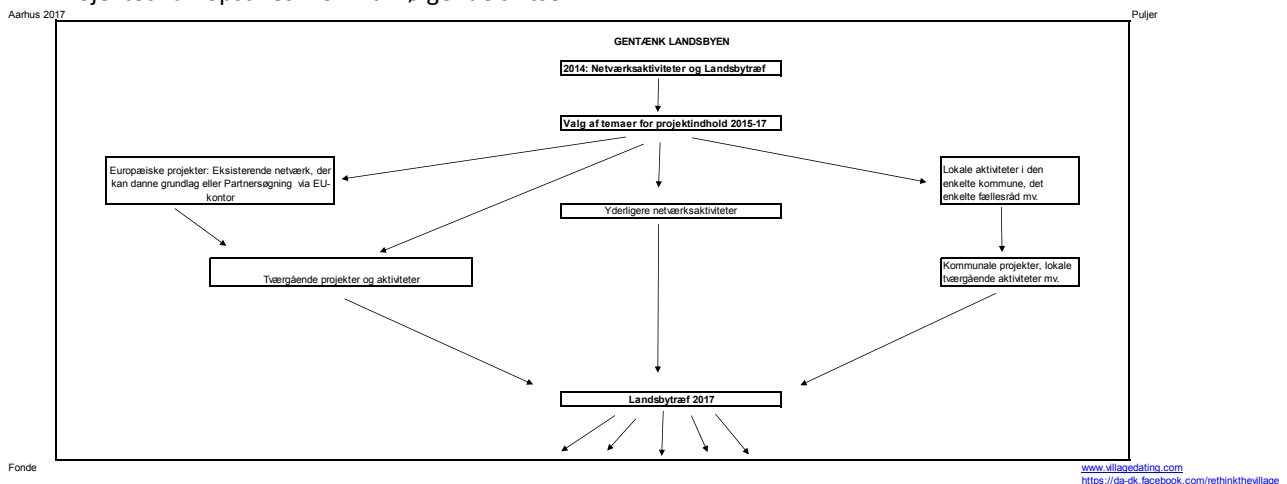 Aarhus 2017
Puljer
GENTÆNK LANDSBYEN
2014: Netværksaktiviteter og Landsbytræf
Valg af temaer for projektindhold 2015-17
Europæiske projekter: Eksisterende netværk, der
kan danne grundlag eller Partnersøgning via EU-
kontor
Lokale aktiviteter i den
enkelte kommune, det
enkelte fællesråd mv.
Yderligere netværksaktiviteter
Tværgående projekter og aktiviteter
Kommunale projekter, lokale
tværgående aktiviteter mv.
Landsbytræf 2017
Fonde
www.villagedating.com
https://da-dk.facebook.com/rethinkthevillage